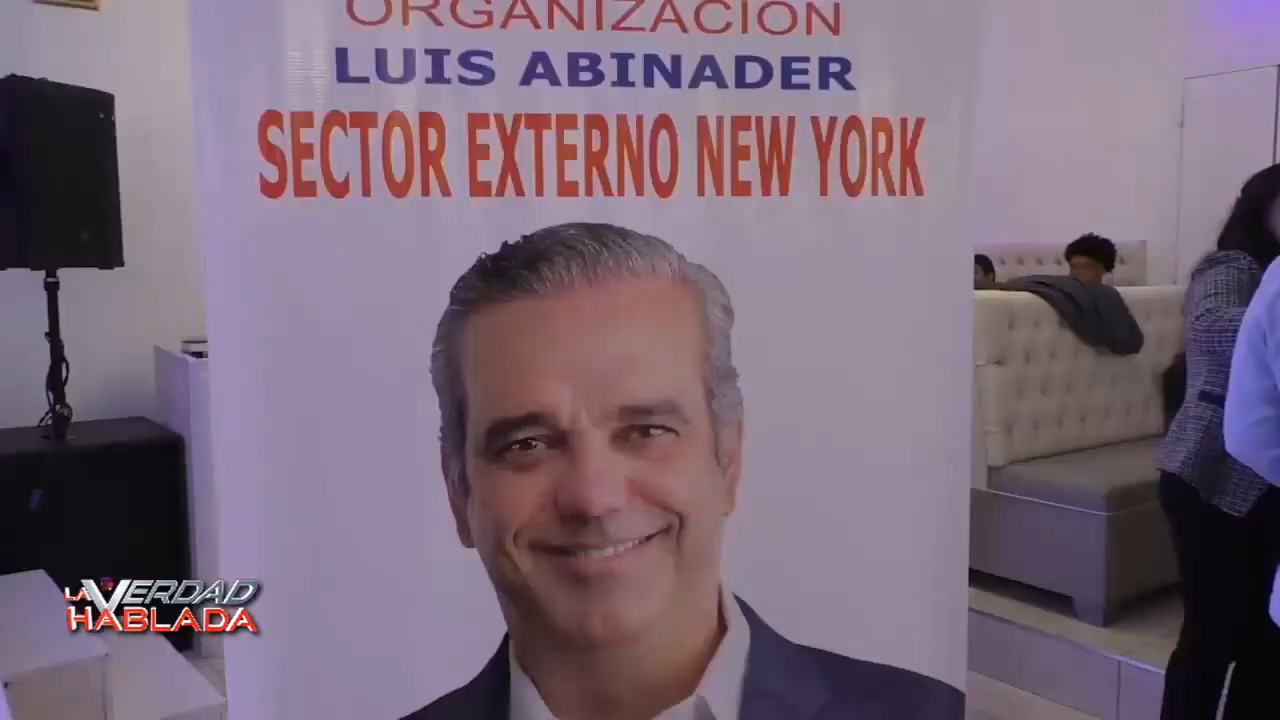 ORGANIZACION
LUIS ABINADER
SECTOR EXTERNO NEW YORK
LA VERDAD
HABLADA